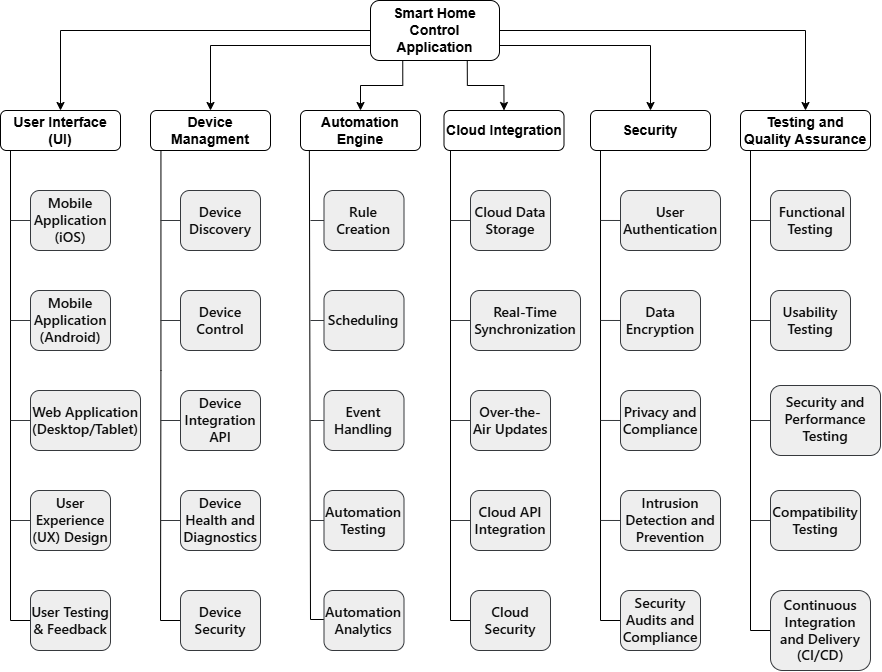 Smart Home
Control
Application
User Interface
(UI)
Device
Managment
Automation
Engine
Cloud Integration
Security
Testing and
Quality Assurance
Mobile
Application
(iOS)
Mobile
Application
(Android)
Web Application
(Desktop/Tablet)
User
Experience
(UX) Design
User Testing
& Feedback
Device
Discovery
Device
Control
Device
Integration
API
Device
Health and
Diagnostics
Device
Security
Rule
Creation
Scheduling
Event
Handling
Automation
Testing
Automation
Analytics
Cloud Data
Storage
Real-Time
Synchronization
Over-the-
Air Updates
Cloud API
Integration
Cloud
Security
User
Authentication
Data
Encryption
Privacy and
Compliance
Intrusion
Detection and
Prevention
Security
Audits and
Compliance
Functional
Testing
Usability
Testing
Security and
Performance
Testing
Compatibility
Testing
Continuous
Integration
and Delivery
(CI/CD)